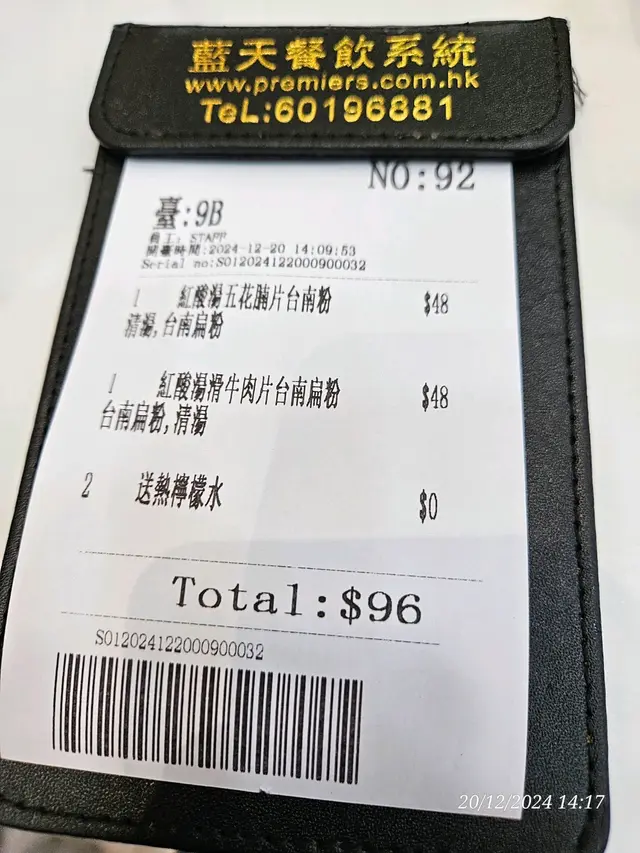 藍天餐飲系統
www.premiers.com.hk
TeL:60196881
NO:92
臺:9B
員工: STAFF
開臺時間:2024-12-20 14:09:53
Serial no:S012024122000900032
1 紅酸湯五花腩片台南粉 $48
清湯,台南扁粉
1 紅酸湯滑牛肉片台南扁粉 $48
台南扁粉,清湯
2 送熱檸檬水 $0
Total:$96
S012024122000900032
20/12/2024 14:17